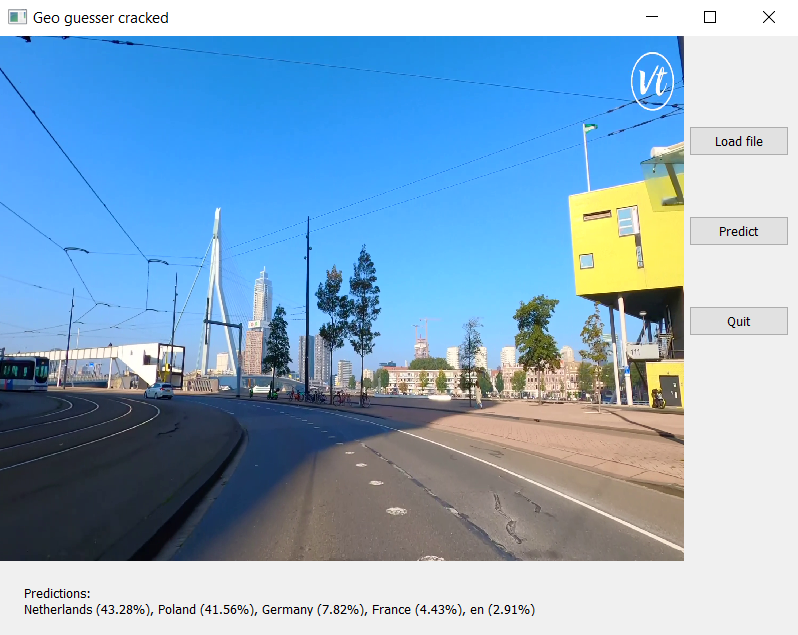 Geo guesser cracked
vt
Load file
Predict
Quit
Predictions:
Netherlands (43.28%), Poland (41.56%), Germany (7.82%), France (4.43%), en (2.91%)